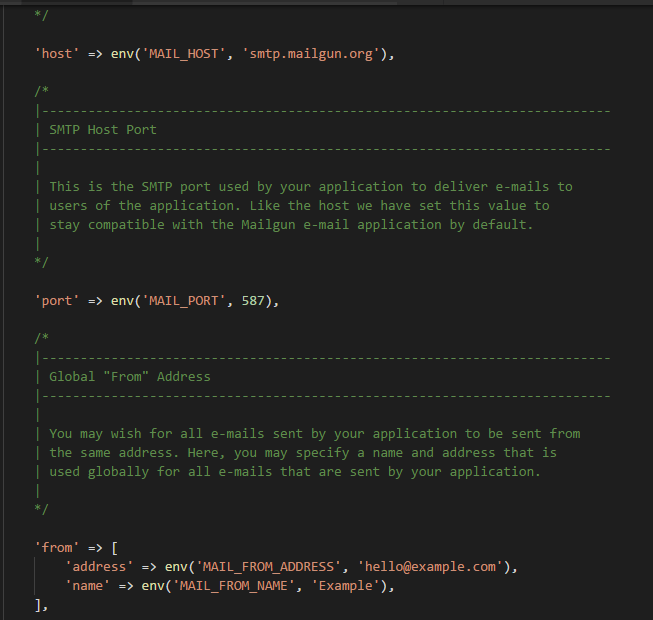 */
'host' => env('MAIL_HOST', 'smtp.mailgun.org'),
/*
|--------------------------------------------------------------------------
| SMTP Host Port
|--------------------------------------------------------------------------
|
| This is the SMTP port used by your application to deliver e-mails to
| users of the application. Like the host we have set this value to
| stay compatible with the Mailgun e-mail application by default.
|
*/
'port' => env('MAIL_PORT', 587),
/*
|--------------------------------------------------------------------------
| Global "From" Address
|--------------------------------------------------------------------------
|
| You may wish for all e-mails sent by your application to be sent from
| the same address. Here, you may specify a name and address that is
| used globally for all e-mails that are sent by your application.
|
*/
'from' => [
'address' => env('MAIL_FROM_ADDRESS', 'hello@example.com'),
'name' => env('MAIL_FROM_NAME', 'Example'),
],